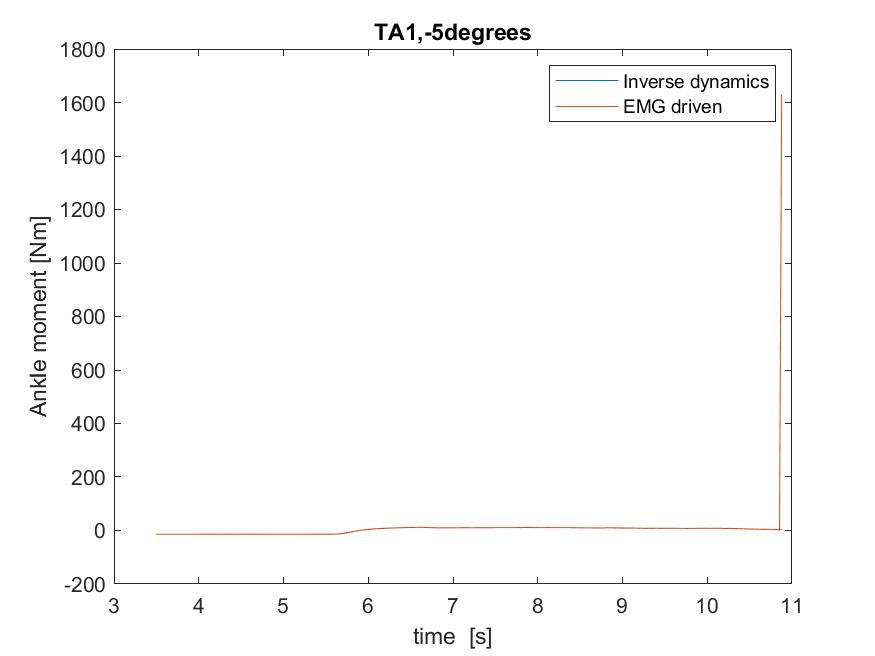 TA1,-5degrees
1800
1600
1400
1200
1000
800
600
400
200
0
-200
Ankle moment [Nm]
Inverse dynamics
EMG driven
3 4 5 6 7 8 9 10 11
time [s]